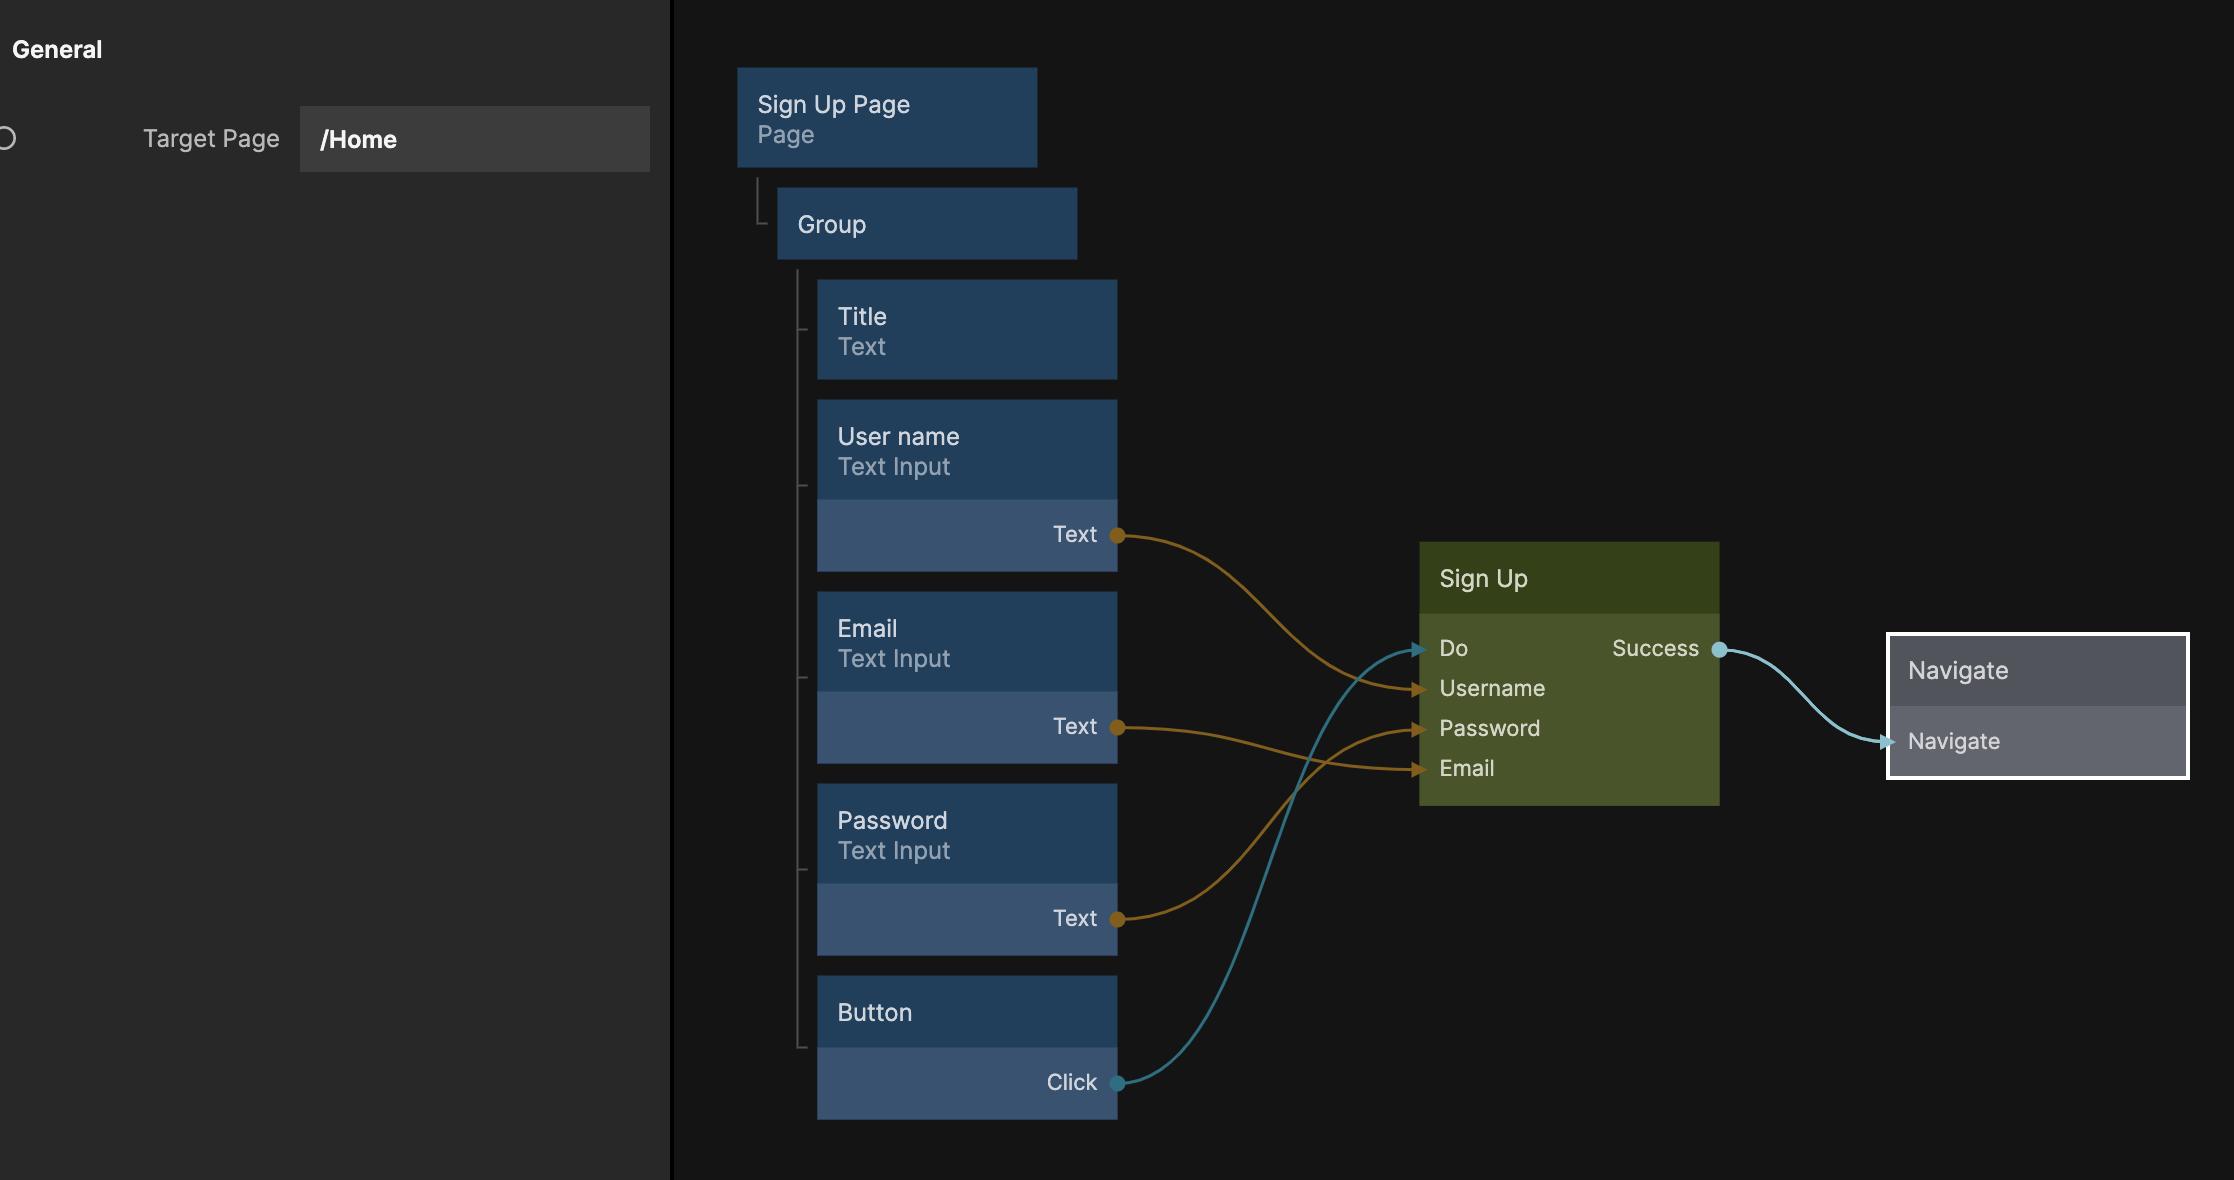 General
Target Page
/Home
Sign Up Page
Page
Group
Title
Text
User name
Text Input
Text
Email
Text Input
Text
Password
Text Input
Text
Button
Click
Sign Up
Do
Success
Username
Password
Email
Navigate
Navigate